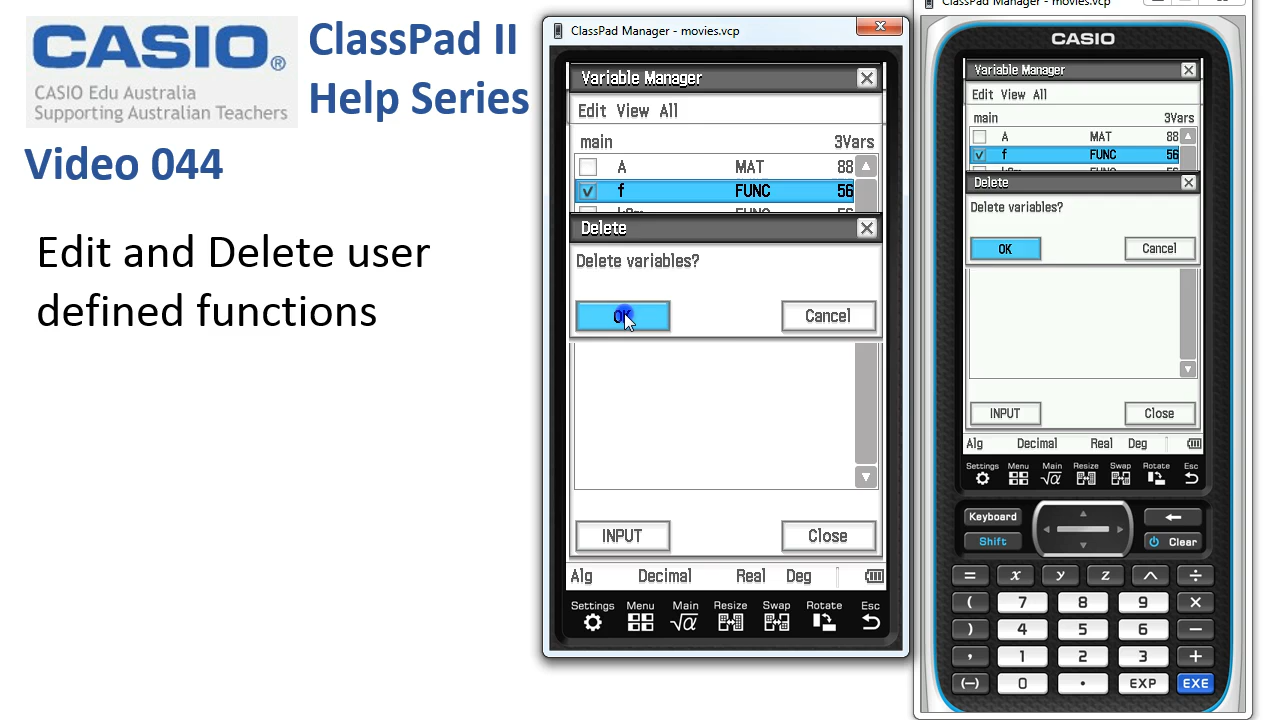 CASIO®
CASIO Edu Australia
Supporting Australian Teachers
ClassPad II
Help Series
Video 044
Edit and Delete user
defined functions
ClassPad Manager - movies.vcp
Variable Manager
Edit View All
main 3Vars
A MAT 88
f FUNC 56
Delete
Delete variables?
OK Cancel
INPUT Close
Alg Decimal Real Deg
Settings Menu Main Resize Swap Rotate Esc
ClassPad Manager - movies.vcp
CASIO
Variable Manager
Edit View All
main 3Vars
A MAT 88
f FUNC 56
Delete
Delete variables?
OK Cancel
INPUT Close
Alg Decimal Real Deg
Settings Menu Main Resize Swap Rotate Esc
Keyboard
Shift Clear
= x y z ^ ÷
( 7 8 9 ×
) 4 5 6 −
, 1 2 3 +
(−) 0 • EXP EXE